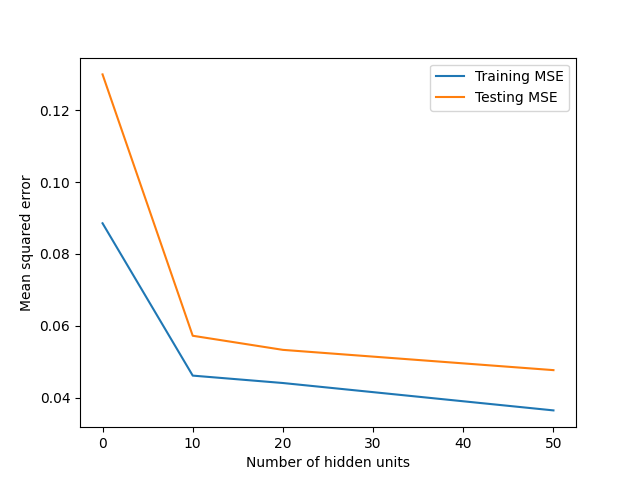 Training MSE
Testing MSE
0.12
0.10
0.08
0.06
0.04
Mean squared error
0 10 20 30 40 50
Number of hidden units